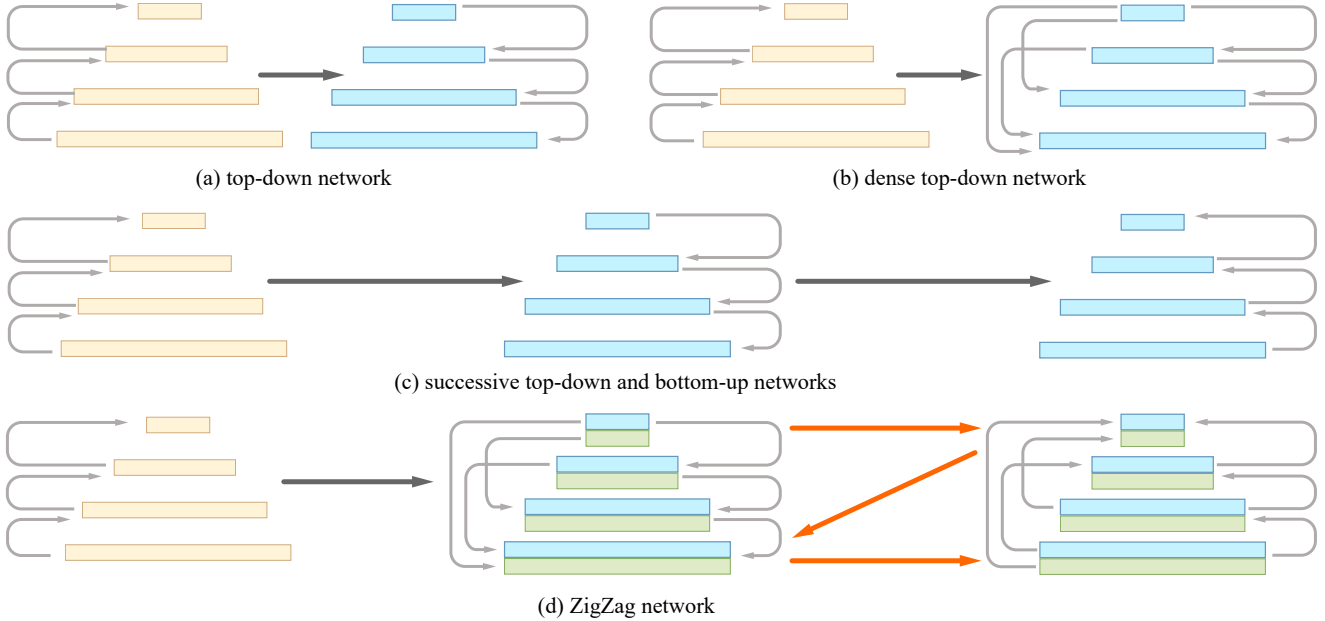 (a) top-down network
(b) dense top-down network
(c) successive top-down and bottom-up networks
(d) ZigZag network